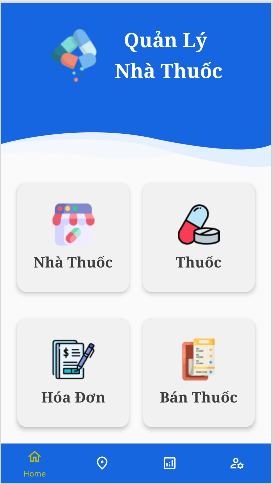 Quản Lý
Nhà Thuốc
Nhà Thuốc
Thuốc
Hóa Đơn
Bán Thuốc
Home